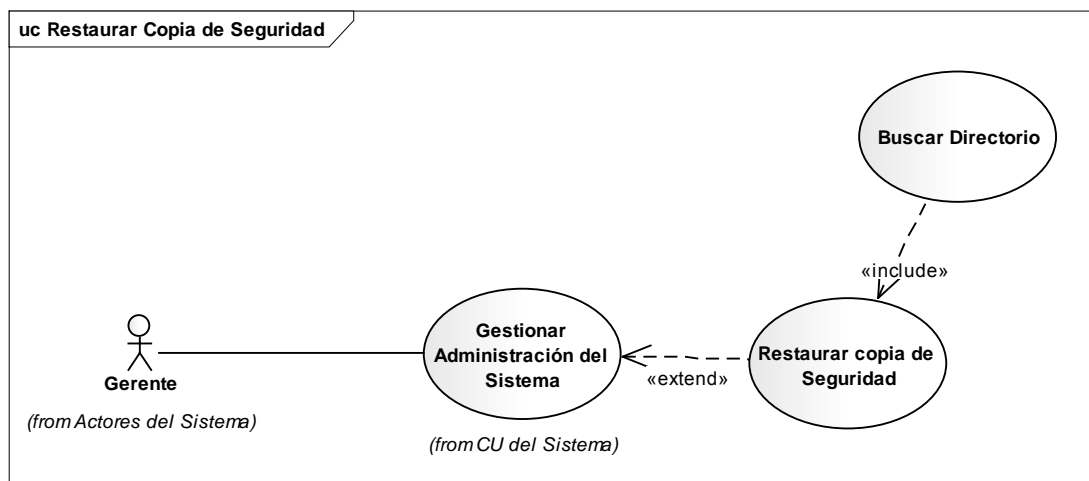 uc Restaurar Copia de Seguridad
Buscar Directorio
«include»
Gestionar
Administración del
Sistema
Restaurar copia de
Seguridad
«extend»
Gerente
(from Actores del Sistema)
(from CU del Sistema)